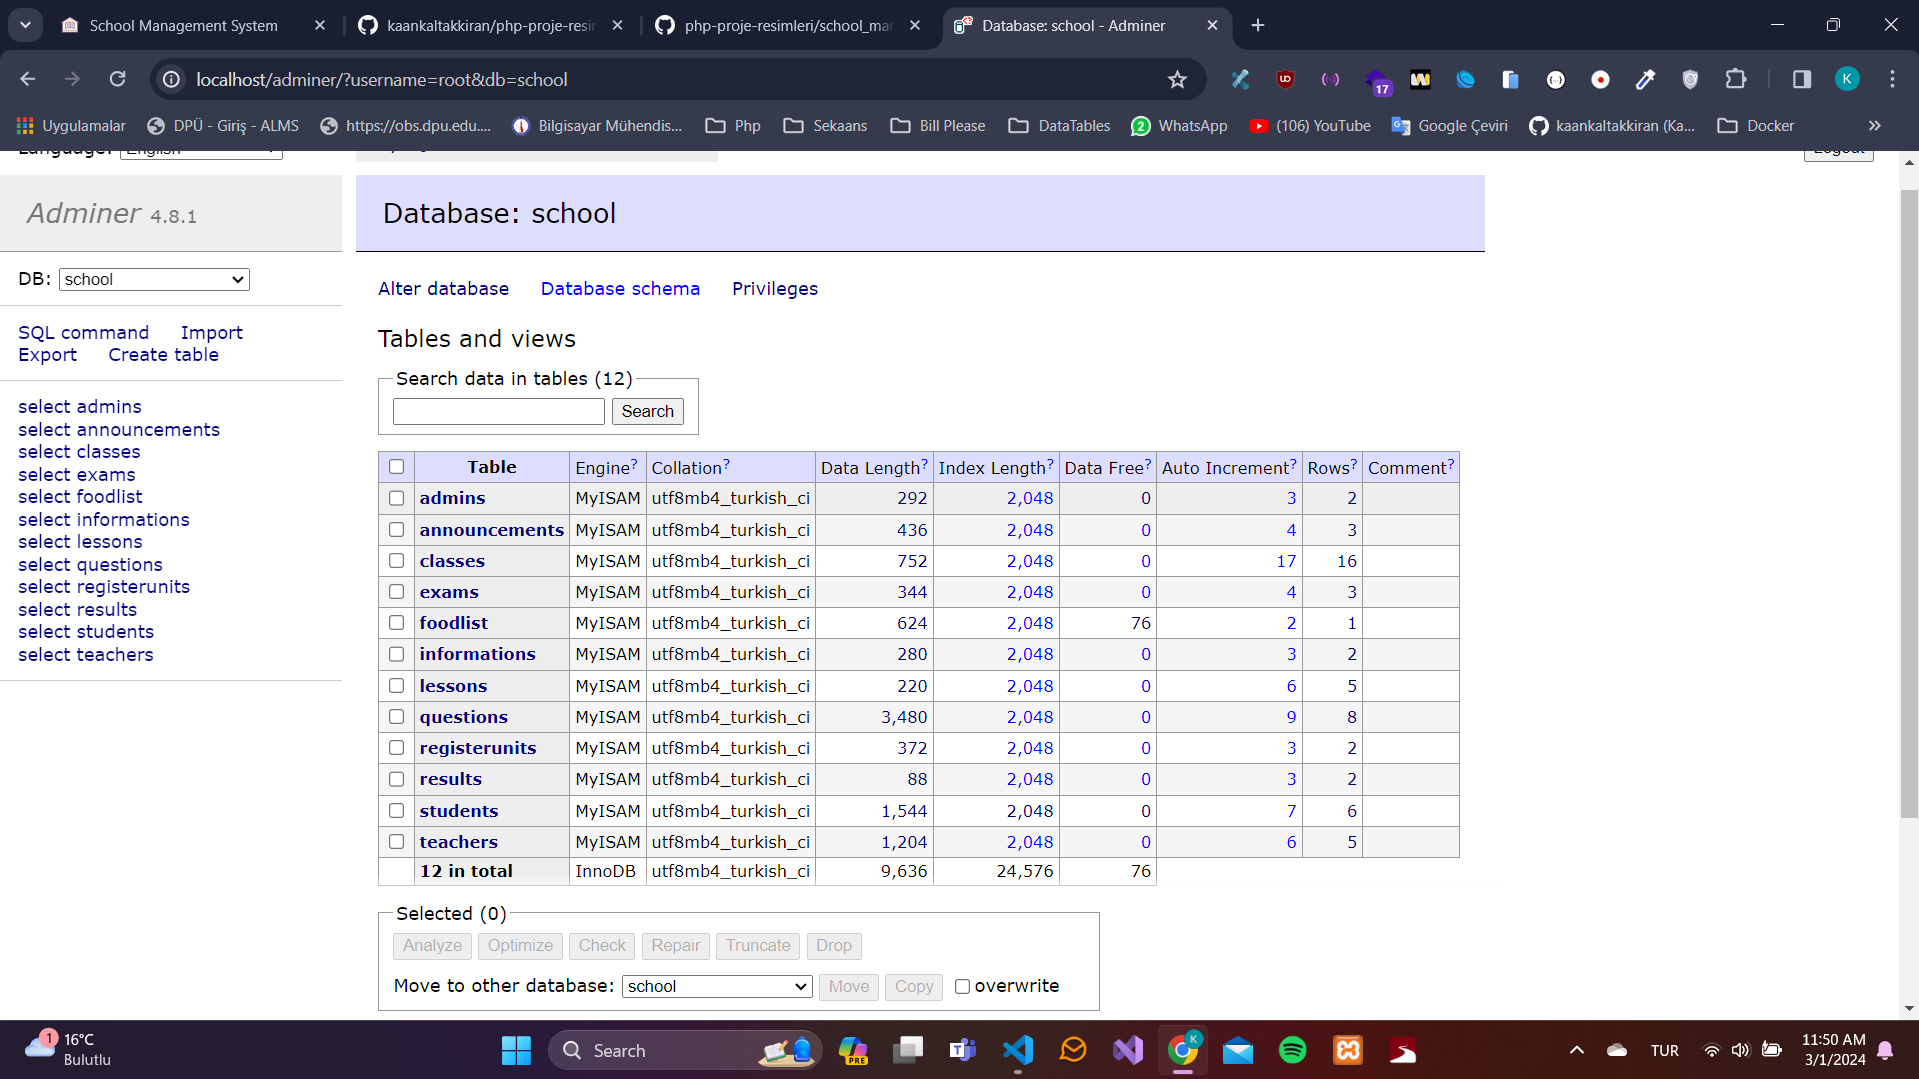 School Management System
kaankaltakkiran/php-proje-resim
php-proje-resimleri/school_mar
Database: school - Adminer
localhost/adminer/?username=root&db=school
17
K
Uygulamalar
DPÜ - Giriş - ALMS
https://obs.dpu.edu....
Bilgisayar Mühendis...
Php
Sekaans
Bill Please
DataTables
2 WhatsApp
(106) YouTube
Google Çeviri
kaankaltakkiran (Ka...
Docker
»
Language: English
Logout
Adminer 4.8.1
DB: school
SQL command Import
Export Create table
select admins
select announcements
select classes
select exams
select foodlist
select informations
select lessons
select questions
select registerunits
select results
select students
select teachers
Database: school
Alter database Database schema Privileges
Tables and views
Search data in tables (12)
Search
Table Engine? Collation? Data Length? Index Length? Data Free? Auto Increment? Rows? Comment?
admins MyISAM utf8mb4_turkish_ci 292 2,048 0 3 2
announcements MyISAM utf8mb4_turkish_ci 436 2,048 0 4 3
classes MyISAM utf8mb4_turkish_ci 752 2,048 0 17 16
exams MyISAM utf8mb4_turkish_ci 344 2,048 0 4 3
foodlist MyISAM utf8mb4_turkish_ci 624 2,048 76 2 1
informations MyISAM utf8mb4_turkish_ci 280 2,048 0 3 2
lessons MyISAM utf8mb4_turkish_ci 220 2,048 0 6 5
questions MyISAM utf8mb4_turkish_ci 3,480 2,048 0 9 8
registerunits MyISAM utf8mb4_turkish_ci 372 2,048 0 3 2
results MyISAM utf8mb4_turkish_ci 88 2,048 0 3 2
students MyISAM utf8mb4_turkish_ci 1,544 2,048 0 7 6
teachers MyISAM utf8mb4_turkish_ci 1,204 2,048 0 6 5
12 in total InnoDB utf8mb4_turkish_ci 9,636 24,576 76
Selected (0)
Analyze Optimize Check Repair Truncate Drop
Move to other database: school Move Copy overwrite
1
16°C
Bulutlu
Search
PRE
K
TUR
11:50 AM
3/1/2024